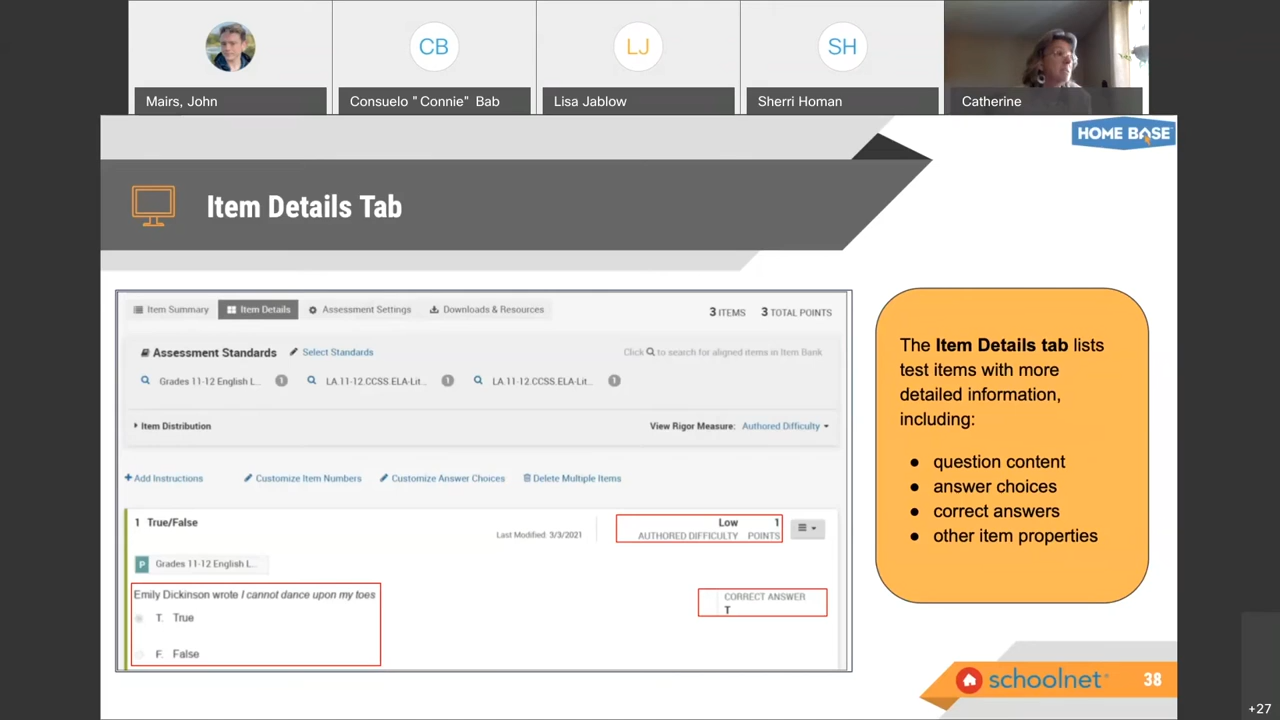 CB
LJ
SH
Mairs, John
Consuelo "Connie" Bab
Lisa Jablow
Sherri Homan
Catherine
HOME BASE
Item Details Tab
Item Summary
Item Details
Assessment Settings
Downloads & Resources
3 ITEMS
3 TOTAL POINTS
Assessment Standards
Select Standards
Click to search for aligned items in Item Bank
Grades 11-12 English L...
1
LA.11-12.CCSS.ELA-Lit...
1
LA.11-12.CCSS.ELA-Lit...
1
Item Distribution
View Rigor Measure: Authored Difficulty
Add Instructions
Customize Item Numbers
Customize Answer Choices
Delete Multiple Items
1 True/False
Last Modified: 3/3/2021
Low
AUTHORED DIFFICULTY
1
POINTS
P
Grades 11-12 English L...
Emily Dickinson wrote I cannot dance upon my toes
T. True
F. False
CORRECT ANSWER
T
The Item Details tab lists
test items with more
detailed information,
including:
● question content
● answer choices
● correct answers
● other item properties
schoolnet
38
+27